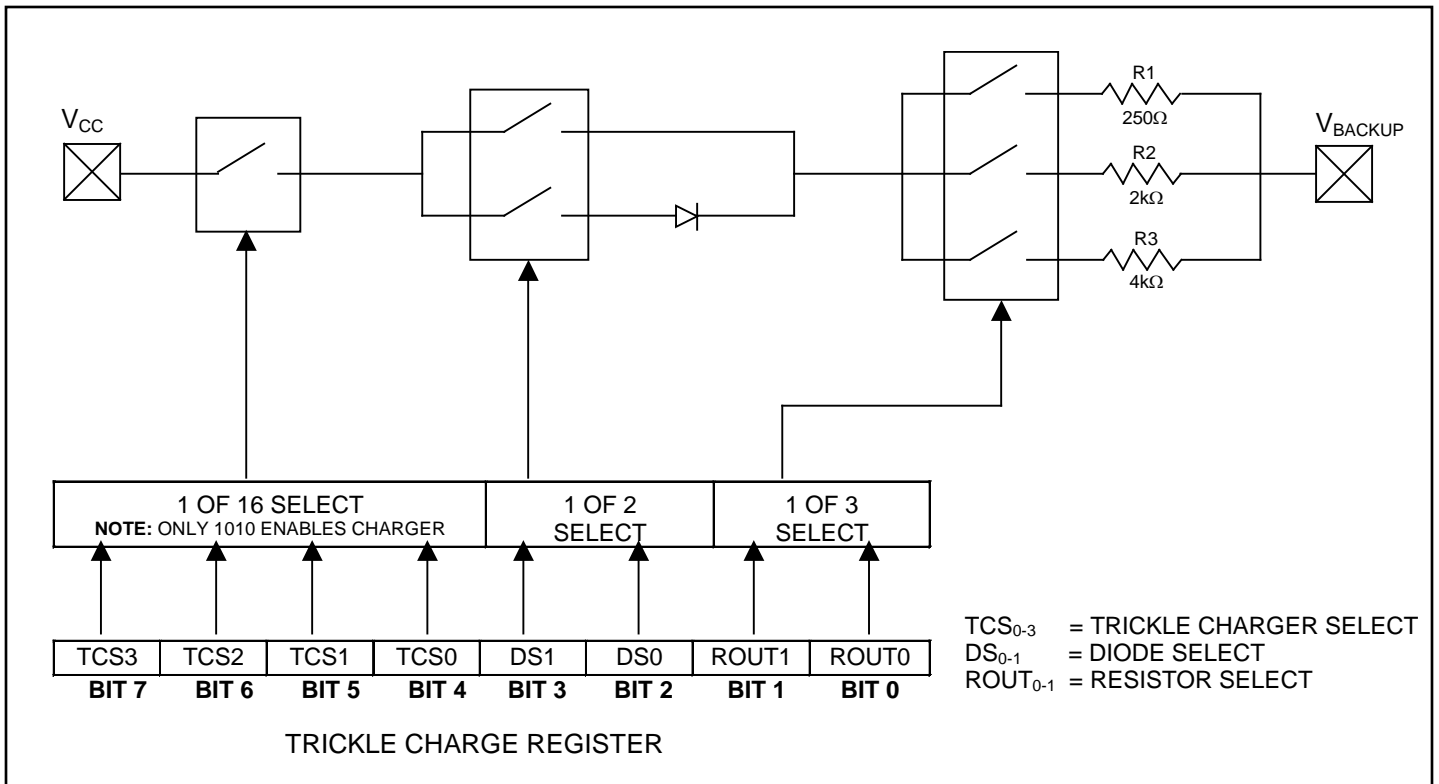 V_CC
R1
250Ω
R2
2kΩ
R3
4kΩ
V_BACKUP
1 OF 16 SELECT
NOTE: ONLY 1010 ENABLES CHARGER
1 OF 2
SELECT
1 OF 3
SELECT
TCS3 TCS2 TCS1 TCS0 DS1 DS0 ROUT1 ROUT0
BIT 7 BIT 6 BIT 5 BIT 4 BIT 3 BIT 2 BIT 1 BIT 0
TCS0-3 = TRICKLE CHARGER SELECT
DS0-1 = DIODE SELECT
ROUT0-1 = RESISTOR SELECT
TRICKLE CHARGE REGISTER